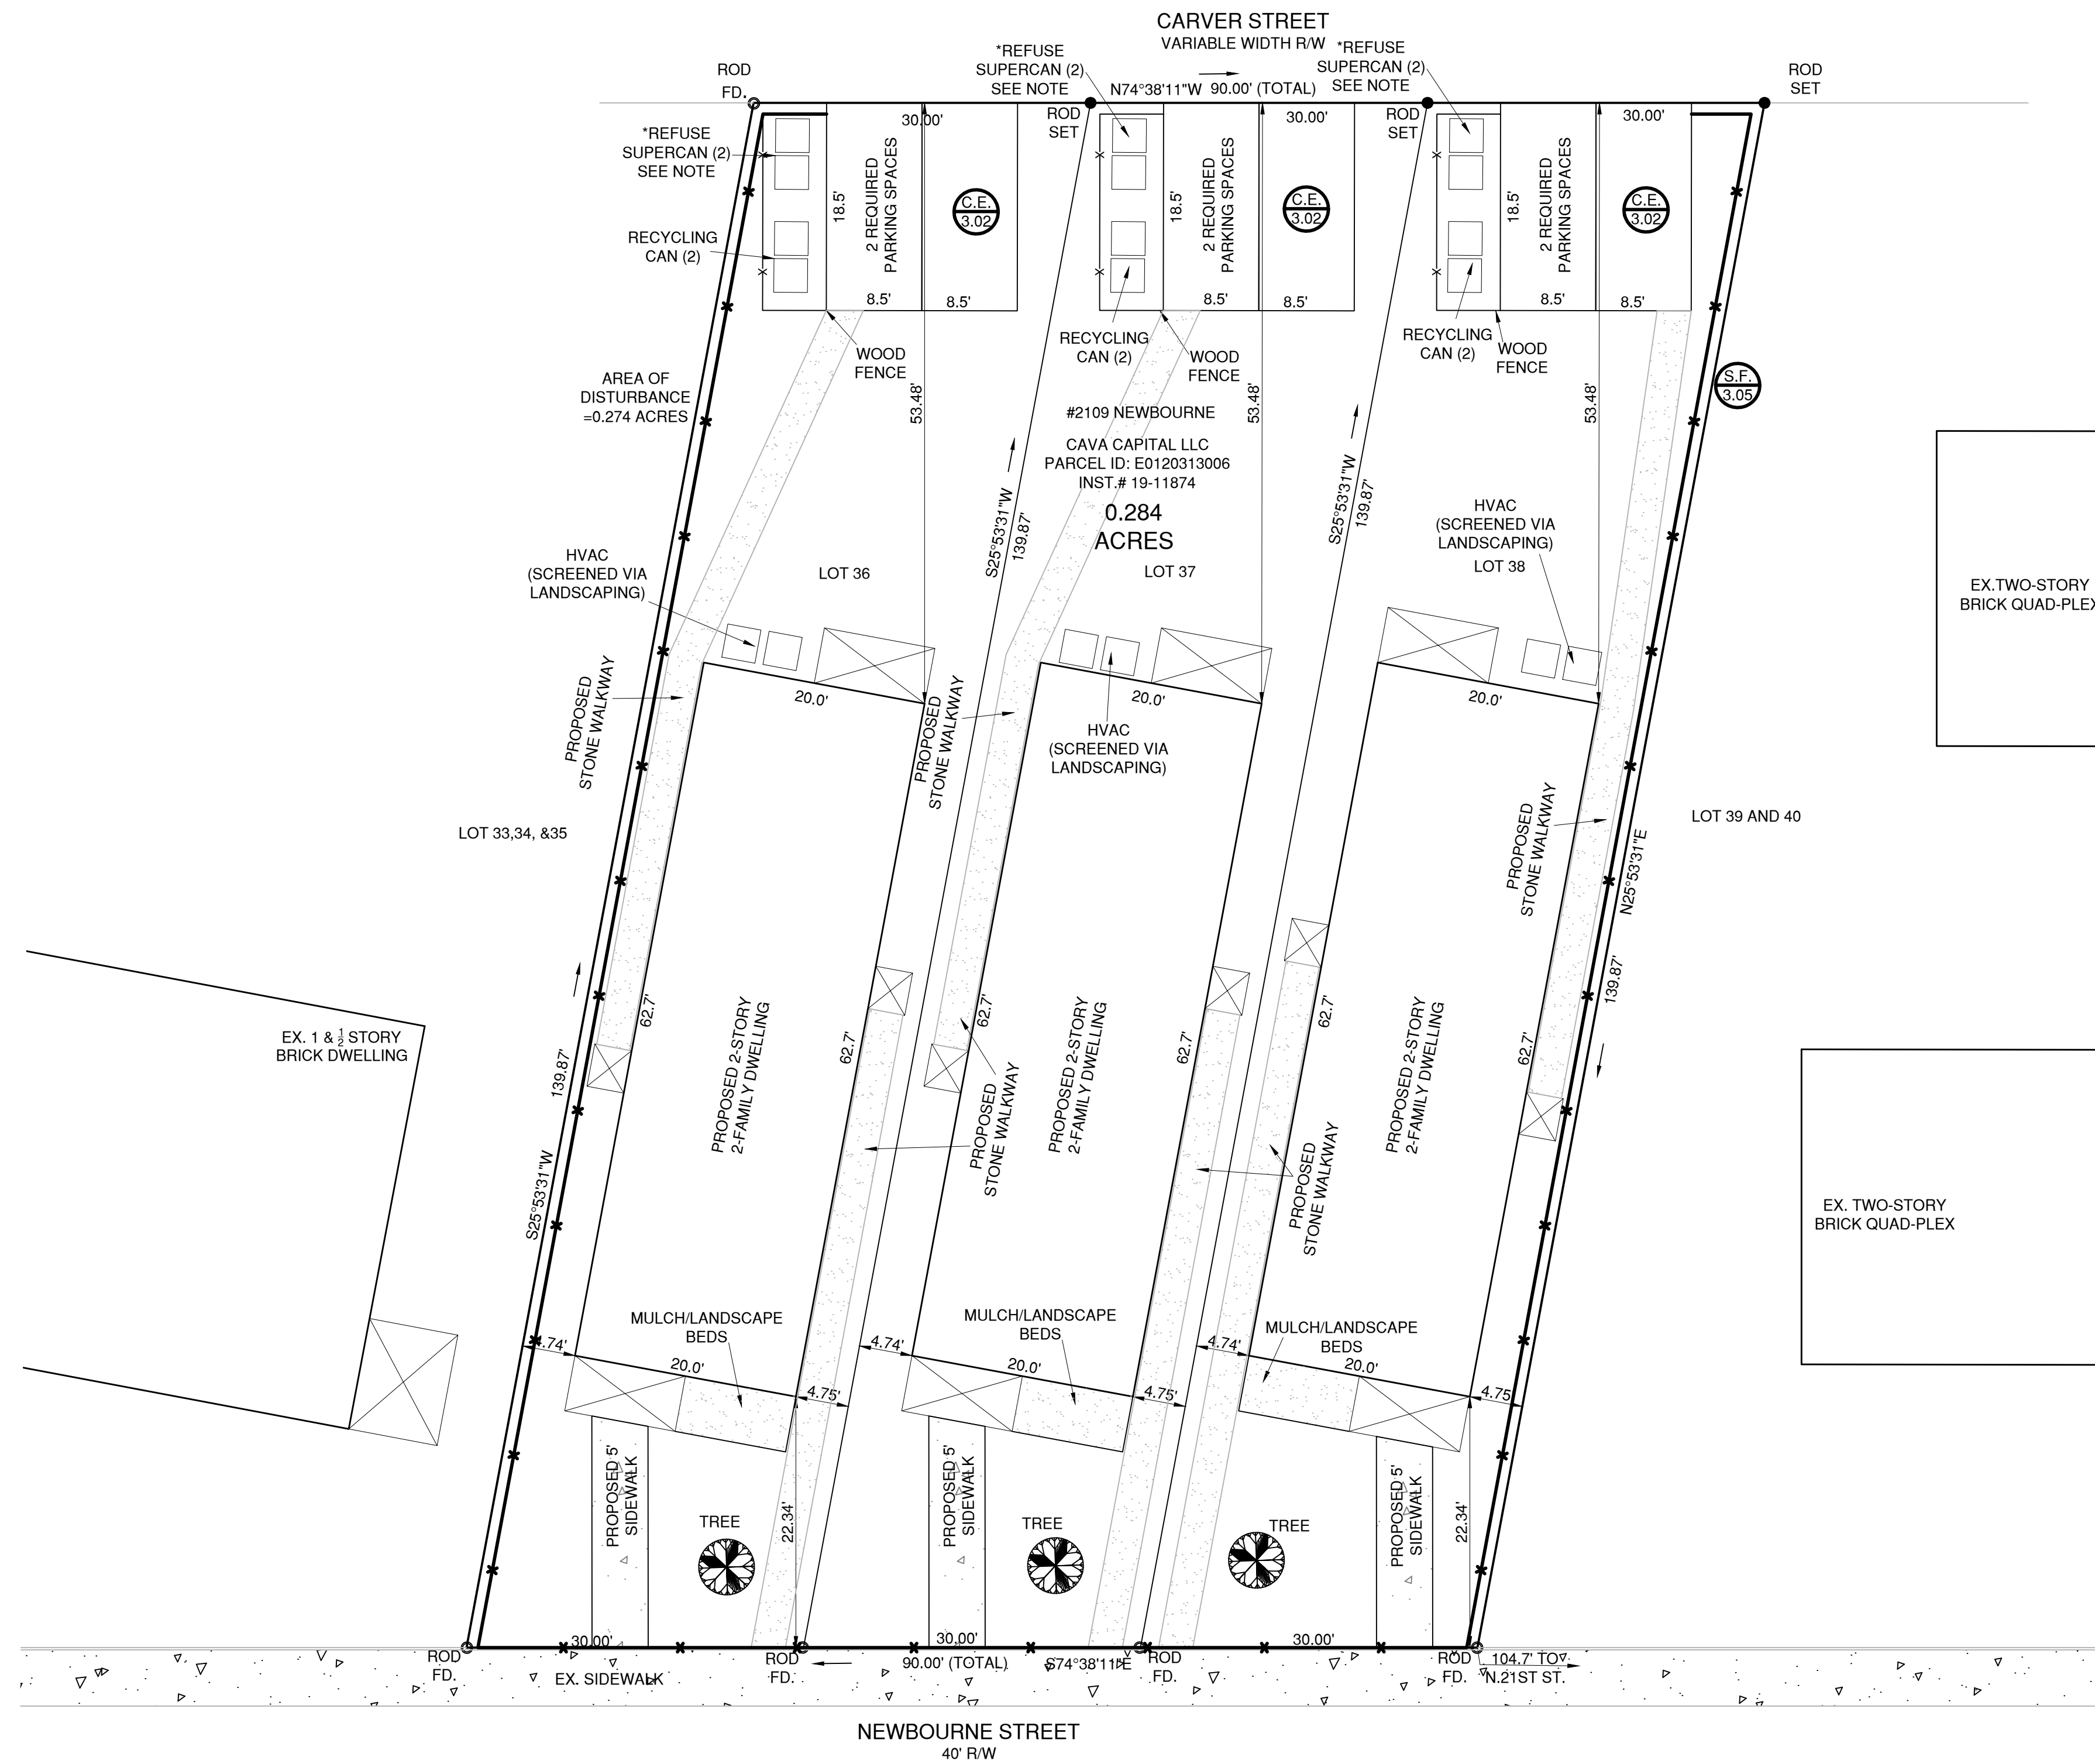 CARVER STREET
VARIABLE WIDTH R/W
*REFUSE
SUPERCAN (2)
SEE NOTE
*REFUSE
SUPERCAN (2)
SEE NOTE
N74°38'11"W 90.00' (TOTAL)
ROD
FD.
ROD
SET
ROD
SET
ROD
SET
30.00'
30.00'
30.00'
*REFUSE
SUPERCAN (2)
SEE NOTE
RECYCLING
CAN (2)
18.5'
2 REQUIRED
PARKING SPACES
C.E.
3.02
8.5'
8.5'
18.5'
2 REQUIRED
PARKING SPACES
C.E.
3.02
8.5'
8.5'
18.5'
2 REQUIRED
PARKING SPACES
C.E.
3.02
8.5'
8.5'
WOOD
FENCE
RECYCLING
CAN (2)
WOOD
FENCE
RECYCLING
CAN (2)
WOOD
FENCE
S.F.
3.05
AREA OF
DISTURBANCE
=0.274 ACRES
53.48'
53.48'
53.48'
#2109 NEWBOURNE
CAVA CAPITAL LLC
PARCEL ID: E0120313006
INST.# 19-11874
0.284
ACRES
S25°53'31"W
139.87'
S25°53'31"W
139.87'
HVAC
(SCREENED VIA
LANDSCAPING)
LOT 36
LOT 37
HVAC
(SCREENED VIA
LANDSCAPING)
LOT 38
EX.TWO-STORY
BRICK QUAD-PLEX
PROPOSED
STONE WALKWAY
20.0'
PROPOSED
STONE WALKWAY
20.0'
HVAC
(SCREENED VIA
LANDSCAPING)
20.0'
PROPOSED
STONE WALKWAY
LOT 33,34, &35
LOT 39 AND 40
N25°53'31"E
139.87'
EX. 1 & 1/2 STORY
BRICK DWELLING
139.87'
S25°53'31"W
62.7'
PROPOSED 2-STORY
2-FAMILY DWELLING
62.7'
62.7'
PROPOSED
STONE WALKWAY
PROPOSED 2-STORY
2-FAMILY DWELLING
62.7'
62.7'
PROPOSED
STONE WALKWAY
PROPOSED 2-STORY
2-FAMILY DWELLING
62.7'
EX. TWO-STORY
BRICK QUAD-PLEX
MULCH/LANDSCAPE
BEDS
MULCH/LANDSCAPE
BEDS
MULCH/LANDSCAPE
BEDS
4.74'
20.0'
4.75'
4.74'
20.0'
4.75'
4.74'
20.0'
4.75
PROPOSED 5'
SIDEWALK
TREE
22.34'
PROPOSED 5'
SIDEWALK
TREE
TREE
PROPOSED 5'
SIDEWALK
22.34'
30.00'
30.00'
30.00'
ROD
FD.
EX. SIDEWALK
ROD
FD.
90.00' (TOTAL)
S74°38'11"E
ROD
FD.
ROD
FD.
104.7' TO
N.21ST ST.
NEWBOURNE STREET
40' R/W